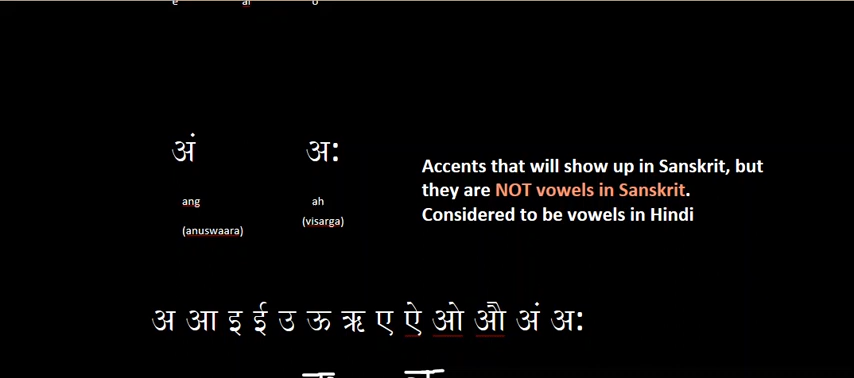 e ai o
अं अः
Accents that will show up in Sanskrit, but
they are NOT vowels in Sanskrit.
Considered to be vowels in Hindi
ang ah
(anuswaara) (visarga)
अ आ इ ई उ ऊ ऋ ए ऐ ओ औ अं अः